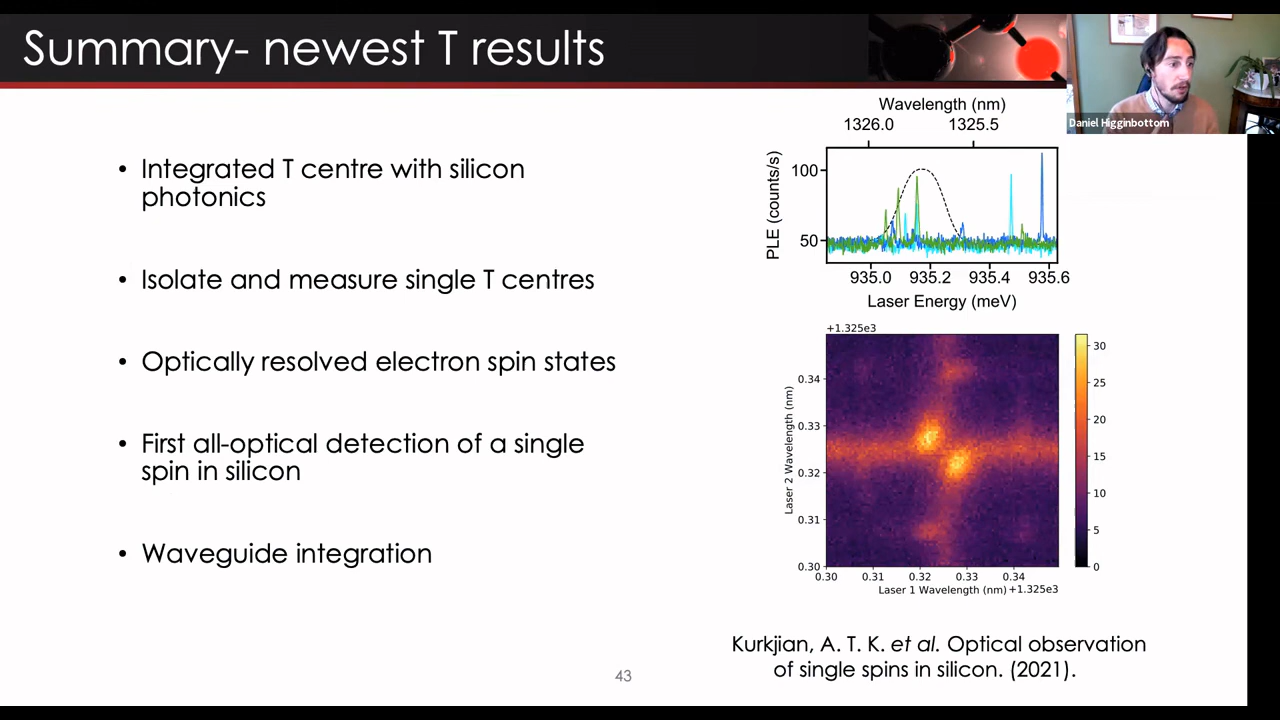 Summary- newest T results
Daniel Higginbottom
• Integrated T centre with silicon
photonics
• Isolate and measure single T centres
• Optically resolved electron spin states
• First all-optical detection of a single
spin in silicon
• Waveguide integration
Wavelength (nm)
1326.0 1325.5
PLE (counts/s)
100
50
935.0 935.2 935.4 935.6
Laser Energy (meV)
+1.325e3
Laser 2 Wavelength (nm)
0.34
0.33
0.32
0.31
0.30
0.30 0.31 0.32 0.33 0.34
Laser 1 Wavelength (nm) +1.325e3
30
25
20
15
10
5
0
Kurkjian, A. T. K. et al. Optical observation
of single spins in silicon. (2021).
43